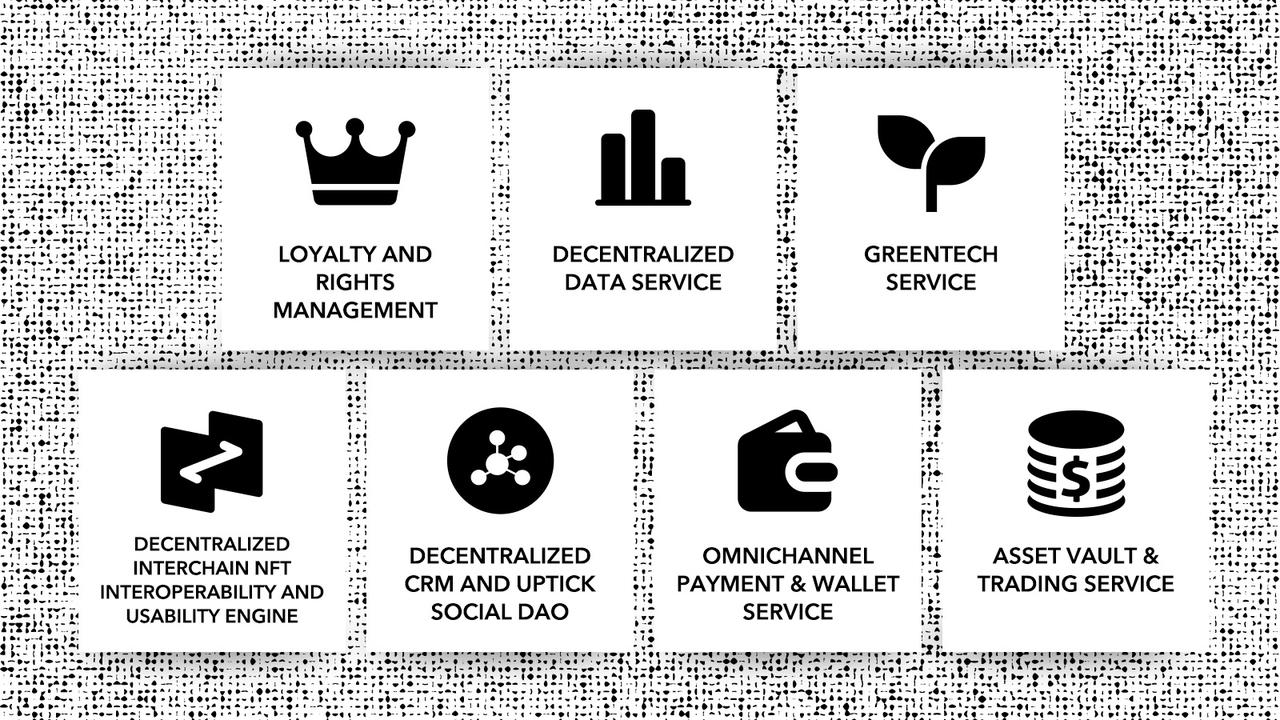 LOYALTY AND
RIGHTS
MANAGEMENT
DECENTRALIZED
DATA SERVICE
GREENTECH
SERVICE
DECENTRALIZED
INTERCHAIN NFT
INTEROPERABILITY AND
USABILITY ENGINE
DECENTRALIZED
CRM AND UPTICK
SOCIAL DAO
OMNICHANNEL
PAYMENT & WALLET
SERVICE
$
ASSET VAULT &
TRADING SERVICE